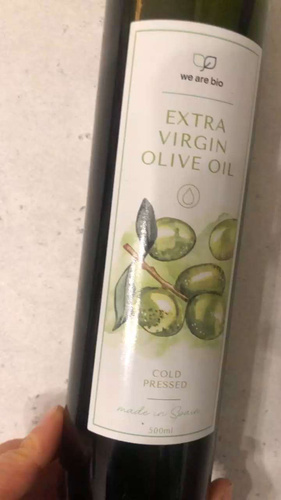 we are bio
EXTRA
VIRGIN
OLIVE OIL
COLD
PRESSED
made in Spain
500ml